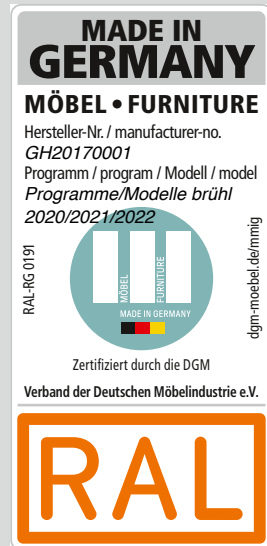 MADE IN
GERMANY
MÖBEL • FURNITURE
Hersteller-Nr. / manufacturer-no.
GH20170001
Programm / program / Modell / model
Programme/Modelle brühl
2020/2021/2022
RAL-RG 0191
MÖBEL
FURNITURE
MADE IN GERMANY
dgm-moebel.de/mmig
Zertifiziert durch die DGM
Verband der Deutschen Möbelindustrie e.V.
RAL